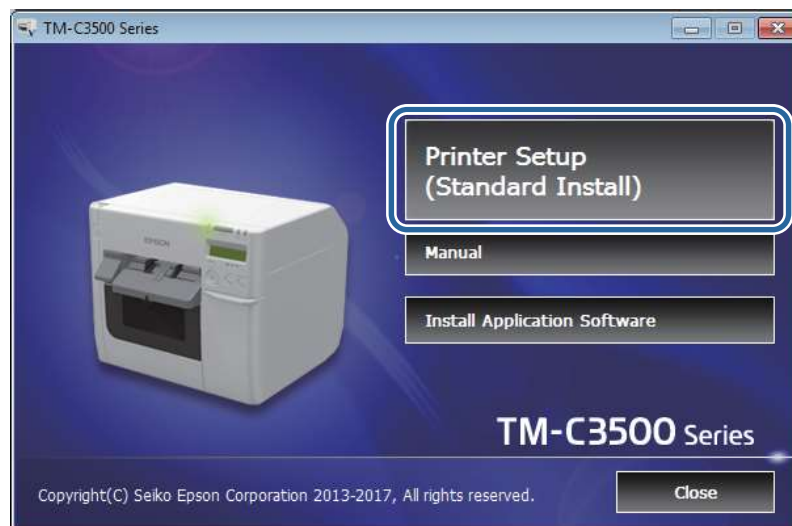 TM-C3500 Series
Printer Setup
(Standard Install)
EPSON
Manual
Install Application Software
TM-C3500 Series
Copyright(C) Seiko Epson Corporation 2013-2017, All rights reserved.
Close